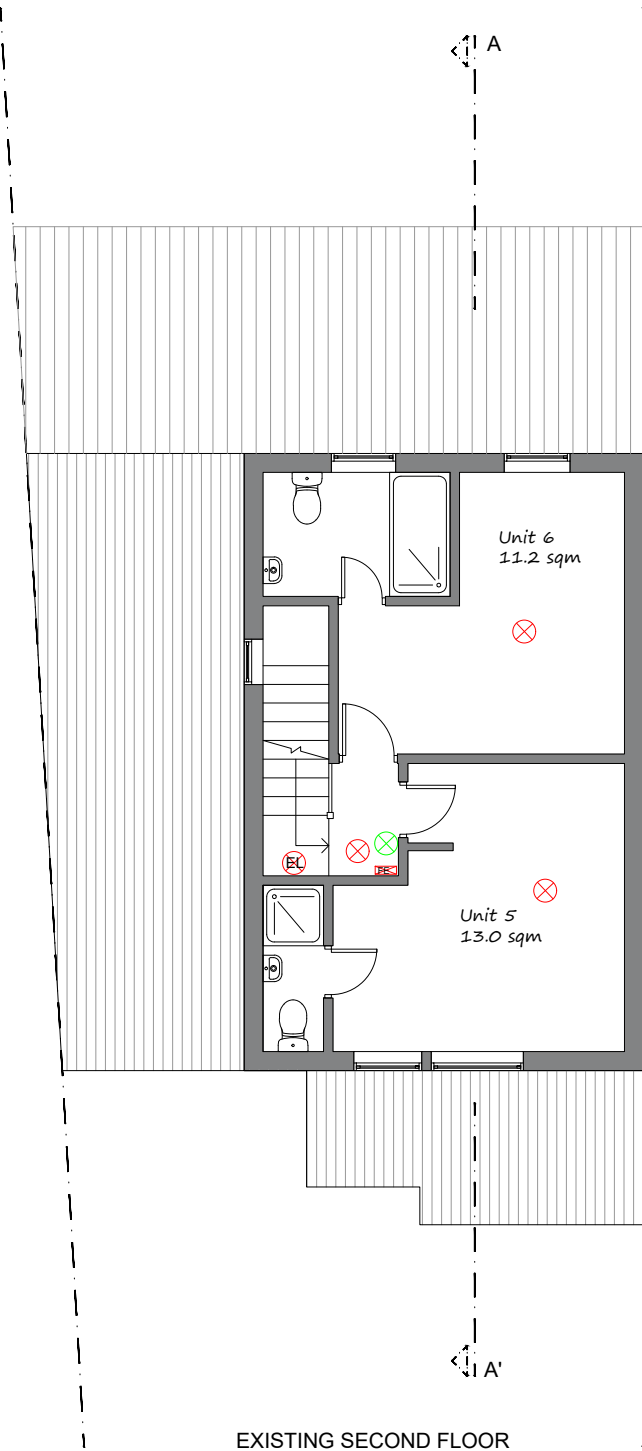 A
Unit 6
11.2 sqm
EL
FE
Unit 5
13.0 sqm
A'
EXISTING SECOND FLOOR